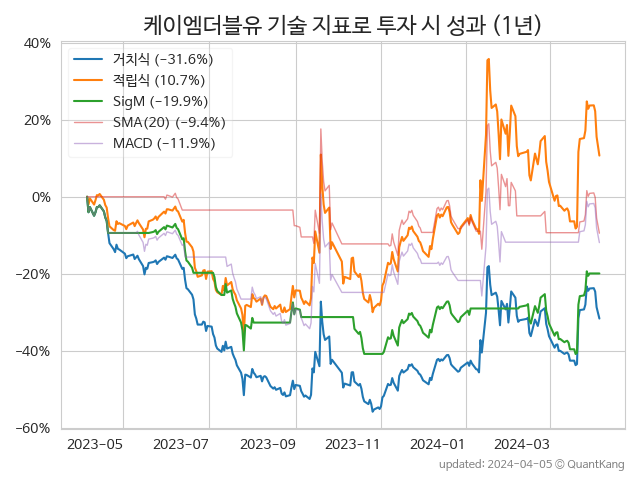 케이엠더블유 기술 지표로 투자 시 성과 (1년)
거치식 (−31.6%)
적립식 (10.7%)
SigM (−19.9%)
SMA(20) (−9.4%)
MACD (−11.9%)
40%
20%
0%
−20%
−40%
−60%
2023−05 2023−07 2023−09 2023−11 2024−01 2024−03
updated: 2024−04−05 © QuantKang